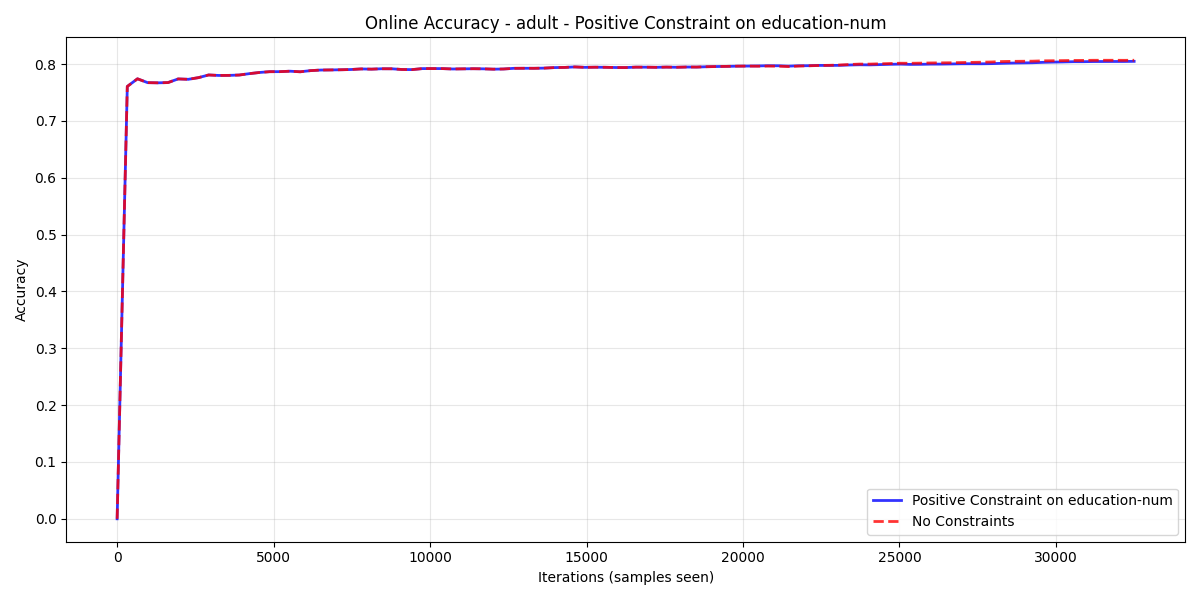 Online Accuracy - adult - Positive Constraint on education-num
Accuracy
0.8
0.7
0.6
0.5
0.4
0.3
0.2
0.1
0.0
Positive Constraint on education-num
No Constraints
0 5000 10000 15000 20000 25000 30000
Iterations (samples seen)